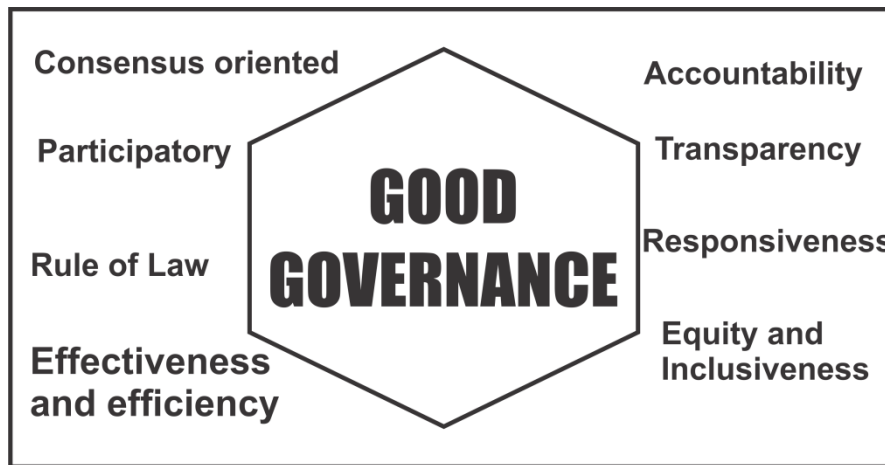 Consensus oriented
Participatory
Rule of Law
Effectiveness
and efficiency
GOOD
GOVERNANCE
Accountability
Transparency
Responsiveness
Equity and
Inclusiveness